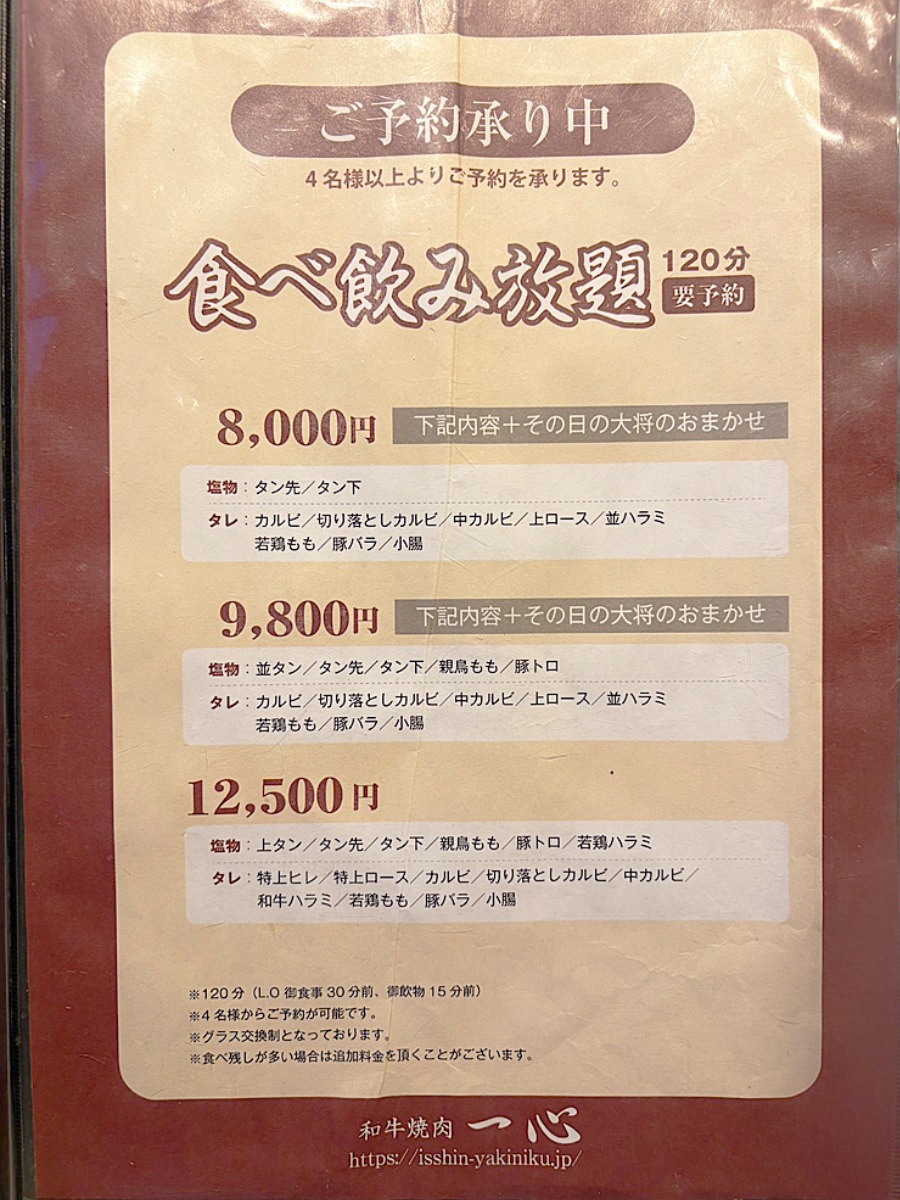 ご予約承り中
4名様以上よりご予約を承ります。
食べ飲み放題 120分
要予約
8,000円 下記内容＋その日の大将のおまかせ
塩物：タン先／タン下
タレ：カルビ／切り落としカルビ／中カルビ／上ロース／並ハラミ
若鶏もも／豚バラ／小腸
9,800円 下記内容＋その日の大将のおまかせ
塩物：並タン／タン先／タン下／親鳥もも／豚トロ
タレ：カルビ／切り落としカルビ／中カルビ／上ロース／並ハラミ
若鶏もも／豚バラ／小腸
12,500円
塩物：上タン／タン先／タン下／親鳥もも／豚トロ／若鶏ハラミ
タレ：特上ヒレ／特上ロース／カルビ／切り落としカルビ／中カルビ／
和牛ハラミ／若鶏もも／豚バラ／小腸
※120分（L.O 御食事30分前、御飲物15分前）
※4名様からご予約が可能です。
※グラス交換制となっております。
※食べ残しが多い場合は追加料金を頂くことがございます。
和牛焼肉 一心
https://isshin-yakiniku.jp/